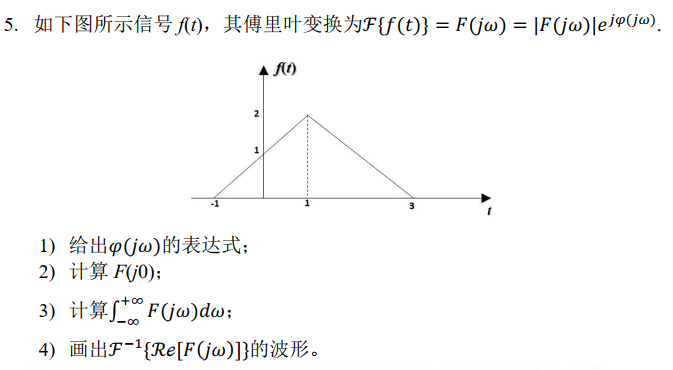 5. 如下图所示信号 f(t)，其傅里叶变换为ℱ{f(t)} = F(jω) = |F(jω)|e^{jφ(jω)}.
f(t)
2
1
-1 1 3
t
1) 给出φ(jω)的表达式；
2) 计算 F(j0)；
3) 计算∫_{-∞}^{+∞} F(jω)dω；
4) 画出ℱ⁻¹{ℛe[F(jω)]}的波形。